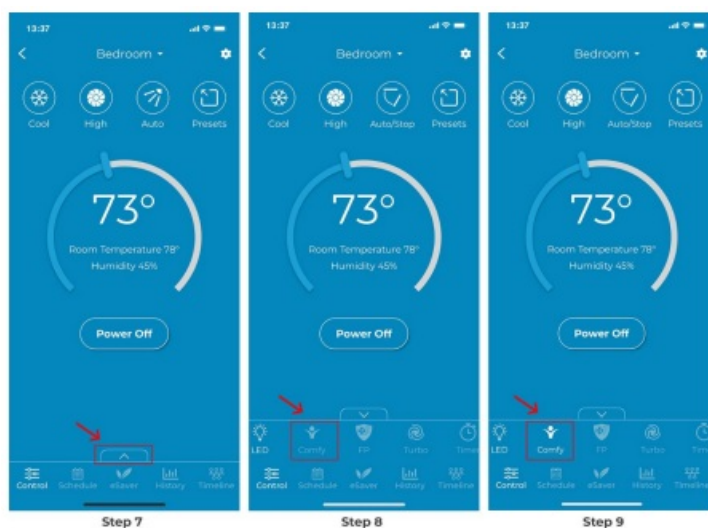 13:37
Bedroom
Cool High Auto Presets
73°
Room Temperature 78°
Humidity 45%
Power Off
Control Schedule eSaver History Timeline
Step 7
13:37
Bedroom
Cool High Auto/Stop Presets
73°
Room Temperature 78°
Humidity 45%
Power Off
LED Comfy FP Turbo Timer
Control Schedule eSaver History Timeline
Step 8
13:37
Bedroom
Cool High Auto/Stop Presets
73°
Room Temperature 78°
Humidity 45%
Power Off
LED Comfy FP Turbo Time
Control Schedule eSaver History Timeline
Step 9